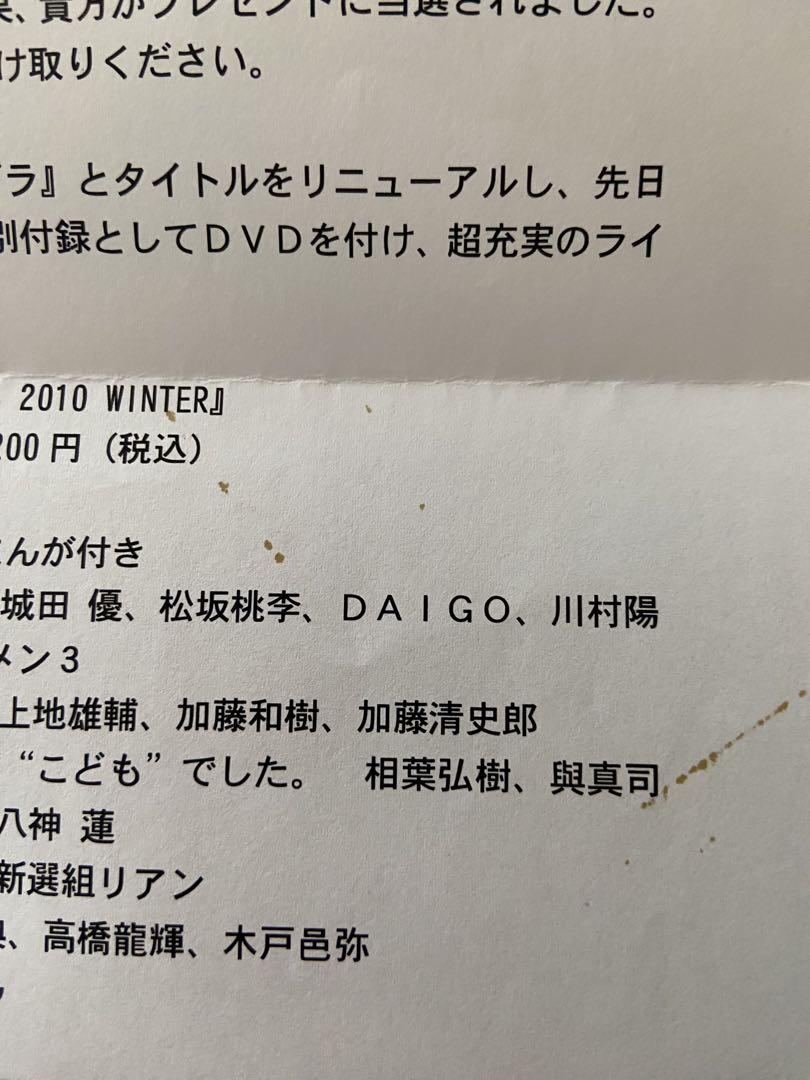 、貴方がプレゼントに当選されました。
け取りください。
ラ』とタイトルをリニューアルし、先日
別付録としてＤＶＤを付け、超充実のライ
2010 WINTER』
200円（税込）
んが付き
城田 優、松坂桃李、ＤＡＩＧＯ、川村陽
メン３
上地雄輔、加藤和樹、加藤清史郎
“こども”でした。　相葉弘樹、與真司
八神 蓮
新選組リアン
、高橋龍輝、木戸邑弥